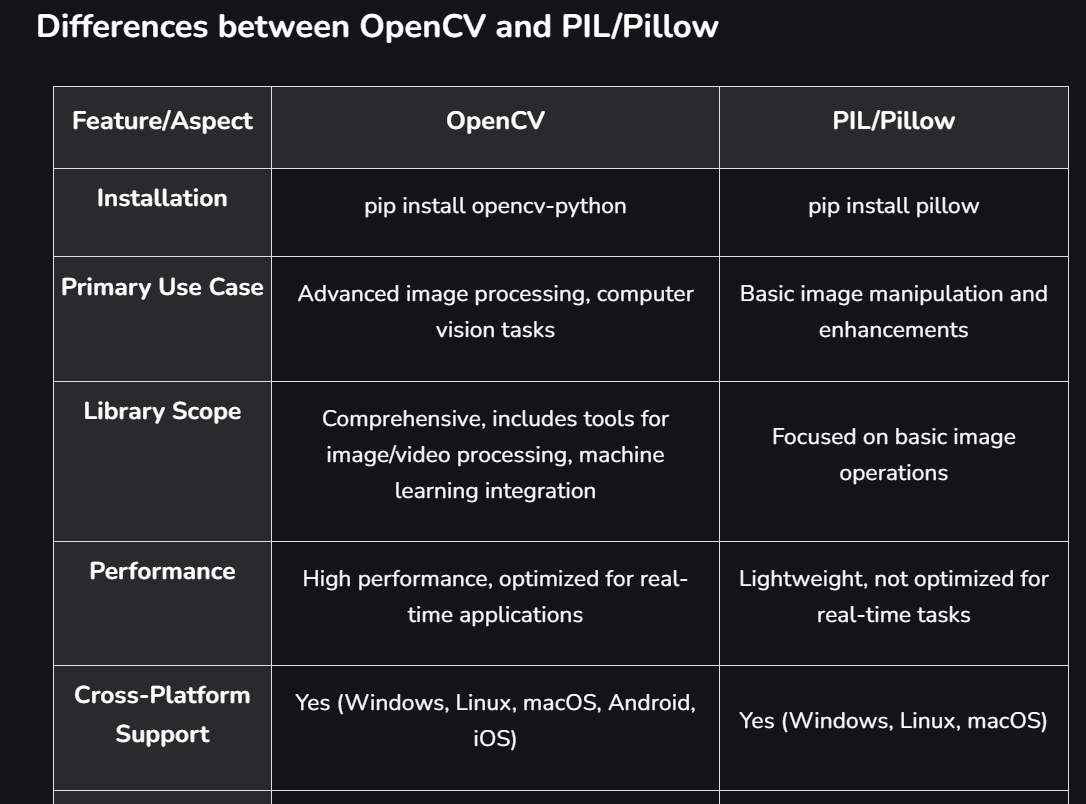 Differences between OpenCV and PIL/Pillow
Feature/Aspect
OpenCV
PIL/Pillow
Installation
pip install opencv-python
pip install pillow
Primary Use Case
Advanced image processing, computer
vision tasks
Basic image manipulation and
enhancements
Library Scope
Comprehensive, includes tools for
image/video processing, machine
learning integration
Focused on basic image
operations
Performance
High performance, optimized for real-
time applications
Lightweight, not optimized for
real-time tasks
Cross-Platform
Support
Yes (Windows, Linux, macOS, Android,
iOS)
Yes (Windows, Linux, macOS)